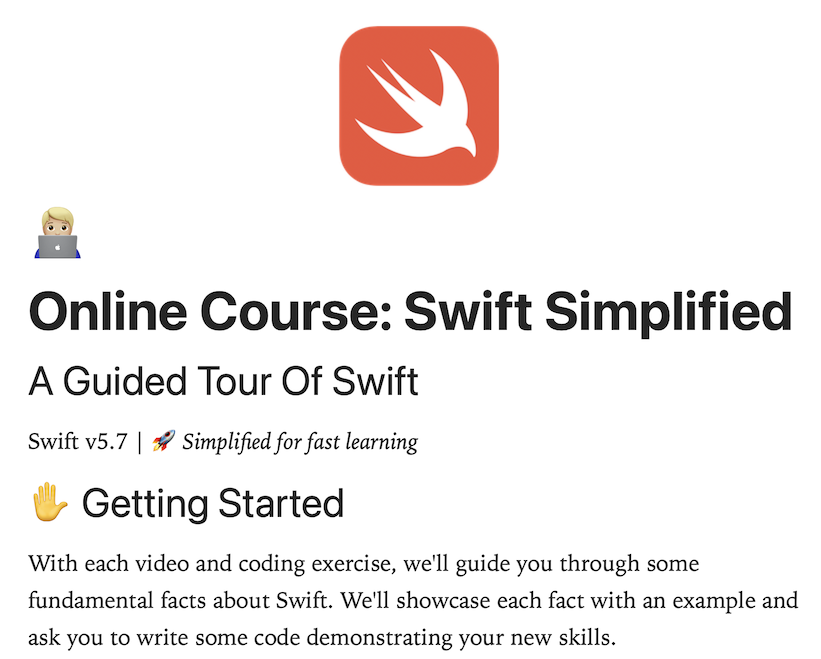 Online Course: Swift Simplified
A Guided Tour Of Swift
Swift v5.7 | 🚀 Simplified for fast learning
🖐 Getting Started
With each video and coding exercise, we'll guide you through some
fundamental facts about Swift. We'll showcase each fact with an example and
ask you to write some code demonstrating your new skills.